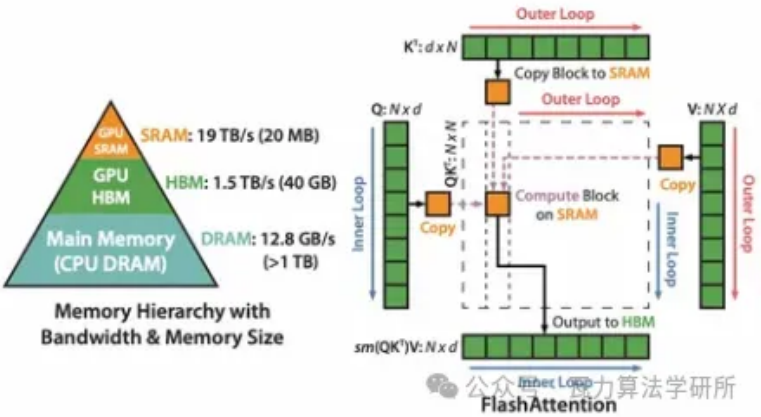 GPU
SRAM
SRAM: 19 TB/s (20 MB)
GPU
HBM
HBM: 1.5 TB/s (40 GB)
Main Memory
(CPU DRAM)
DRAM: 12.8 GB/s
(>1 TB)
Memory Hierarchy with
Bandwidth & Memory Size
Outer Loop
Kᵀ: d x N
Copy Block to SRAM
Outer Loop
Q: N x d
V: N X d
QKᵀ: N x N
Inner Loop
Copy
Compute Block
on SRAM
Copy
Inner Loop
Outer Loop
Output to HBM
sm(QKᵀ)V: N x d
Inner Loop
FlashAttention
公众号 力算法学研所